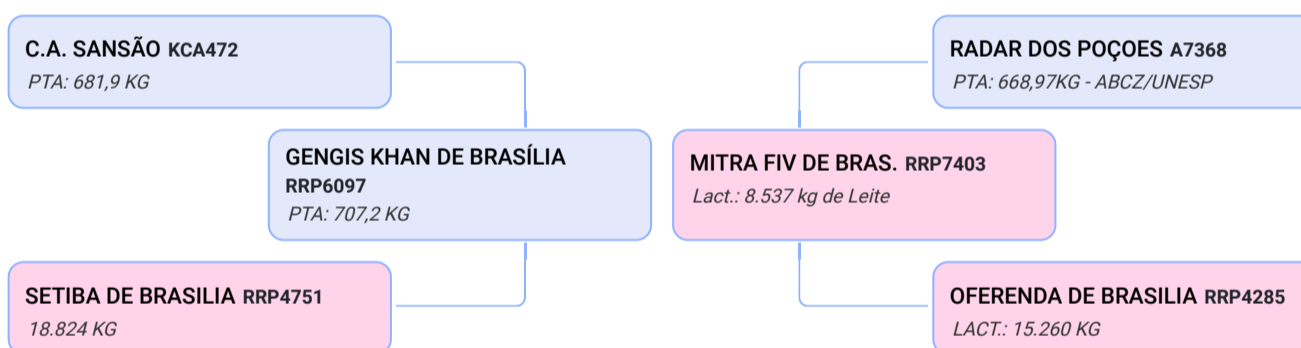 C.A. SANSÃO KCA472
PTA: 681,9 KG
RADAR DOS POÇOES A7368
PTA: 668,97KG - ABCZ/UNESP
GENGIS KHAN DE BRASÍLIA
RRP6097
PTA: 707,2 KG
MITRA FIV DE BRAS. RRP7403
Lact.: 8.537 kg de Leite
SETIBA DE BRASILIA RRP4751
18.824 KG
OFERENDA DE BRASILIA RRP4285
LACT.: 15.260 KG